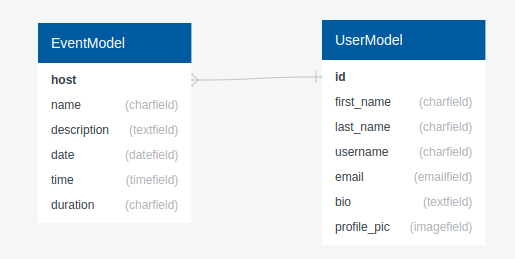 EventModel
host
name (charfield)
description (textfield)
date (datefield)
time (timefield)
duration (charfield)
UserModel
id
first_name (charfield)
last_name (charfield)
username (charfield)
email (emailfield)
bio (textfield)
profile_pic (imagefield)